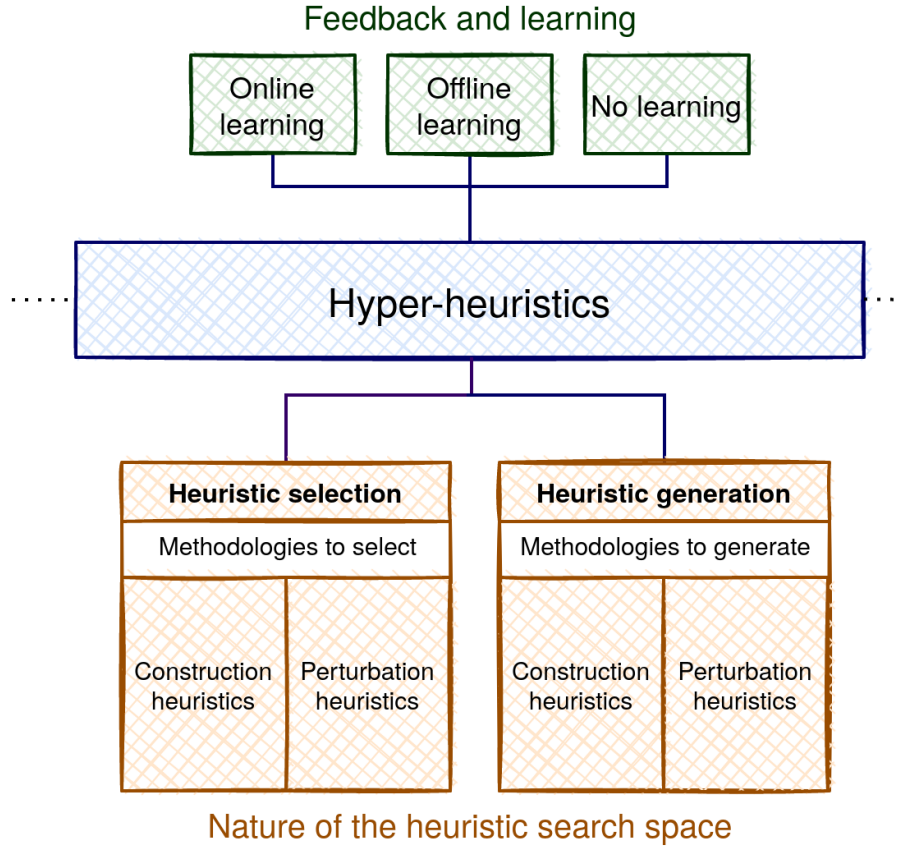 Feedback and learning
Online
learning
Offline
learning
No learning
Hyper-heuristics
Heuristic selection
Methodologies to select
Construction
heuristics
Perturbation
heuristics
Heuristic generation
Methodologies to generate
Construction
heuristics
Perturbation
heuristics
Nature of the heuristic search space